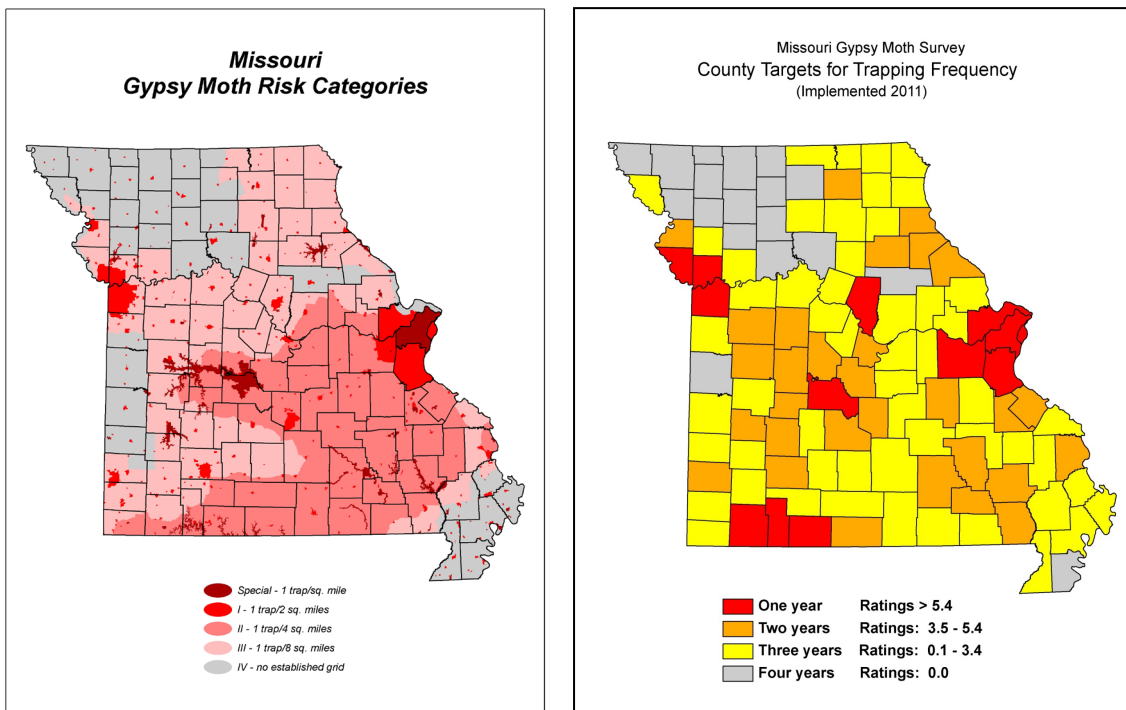 Missouri
Gypsy Moth Risk Categories
Special - 1 trap/sq. mile
I - 1 trap/2 sq. miles
II - 1 trap/4 sq. miles
III - 1 trap/8 sq. miles
IV - no established grid
Missouri Gypsy Moth Survey
County Targets for Trapping Frequency
(Implemented 2011)
One year Ratings > 5.4
Two years Ratings: 3.5 - 5.4
Three years Ratings: 0.1 - 3.4
Four years Ratings: 0.0